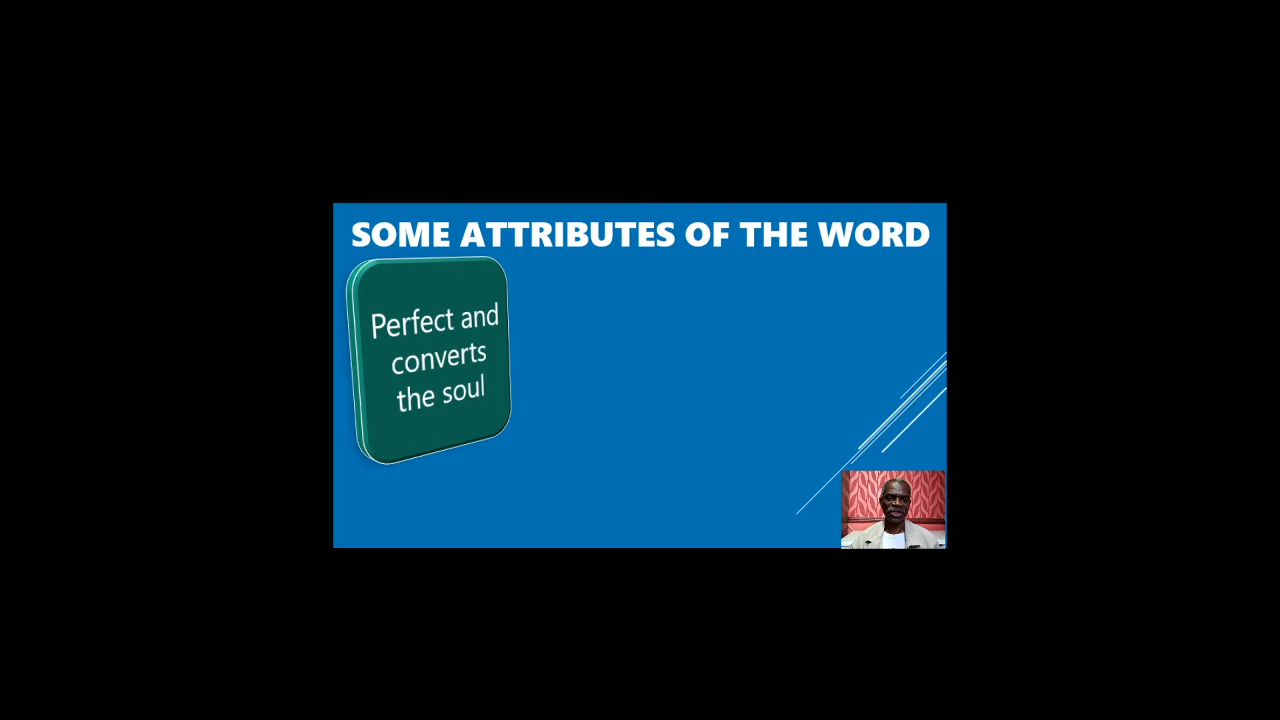 SOME ATTRIBUTES OF THE WORD
Perfect and
converts
the soul